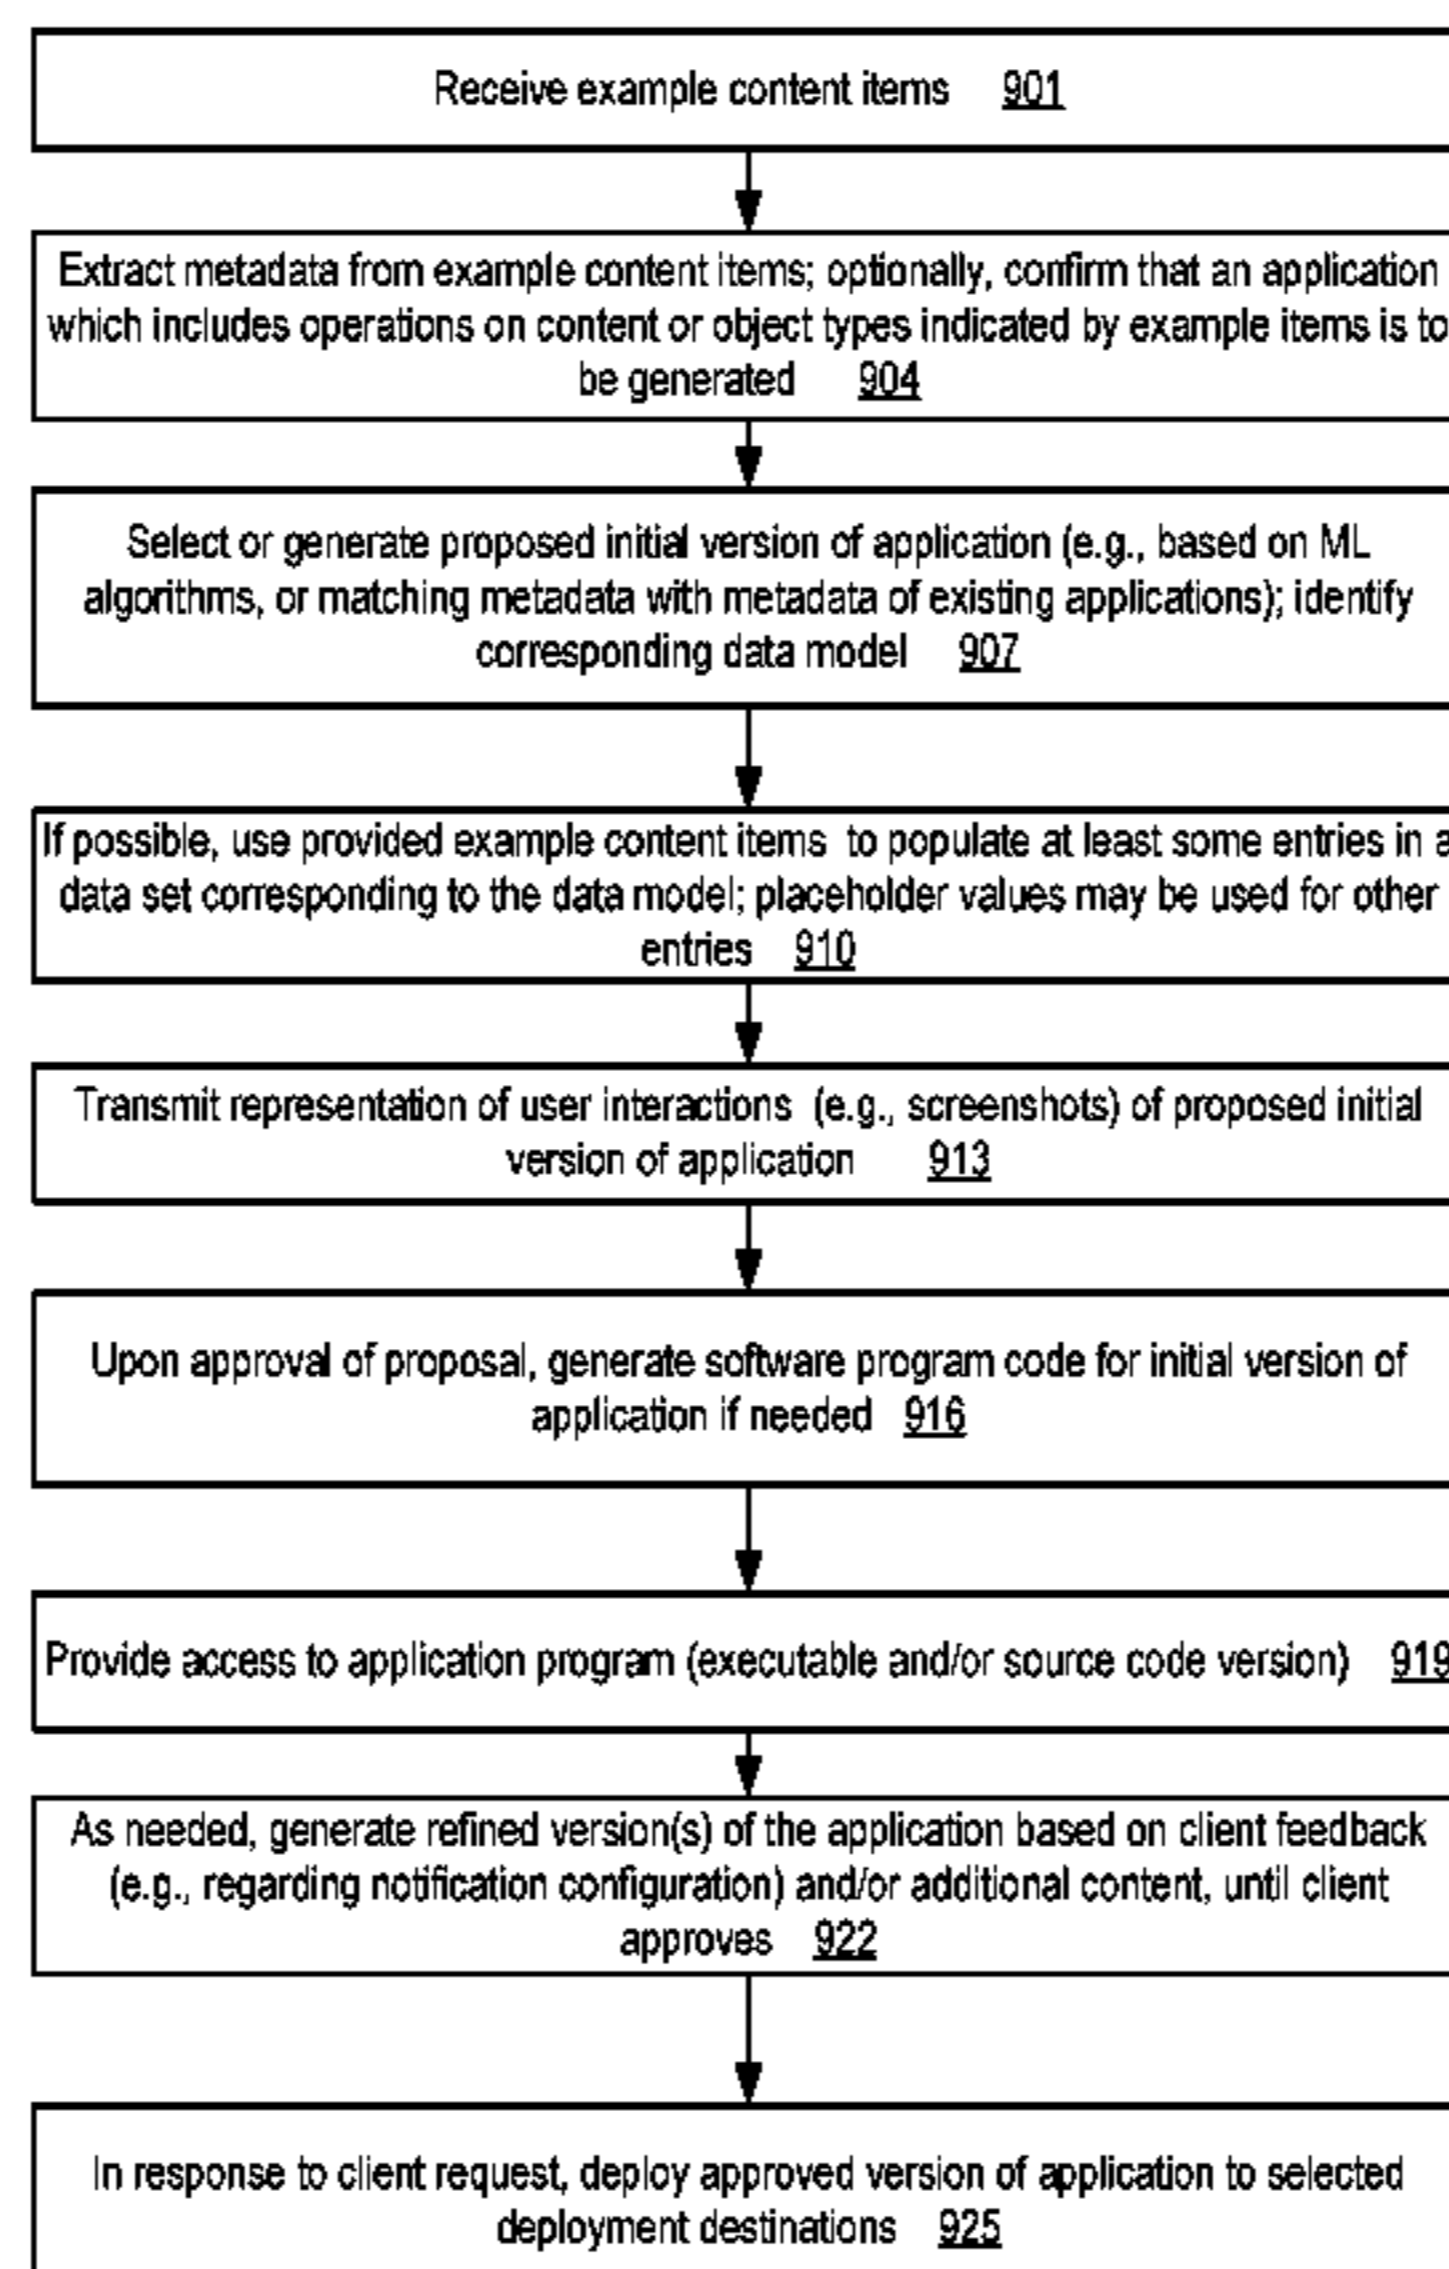 Receive example content items 901
Extract metadata from example content items; optionally, confirm that an application
which includes operations on content or object types indicated by example items is to
be generated 904
Select or generate proposed initial version of application (e.g., based on ML
algorithms, or matching metadata with metadata of existing applications); identify
corresponding data model 907
If possible, use provided example content items to populate at least some entries in a
data set corresponding to the data model; placeholder values may be used for other
entries 910
Transmit representation of user interactions (e.g., screenshots) of proposed initial
version of application 913
Upon approval of proposal, generate software program code for initial version of
application if needed 916
Provide access to application program (executable and/or source code version) 919
As needed, generate refined version(s) of the application based on client feedback
(e.g., regarding notification configuration) and/or additional content, until client
approves 922
In response to client request, deploy approved version of application to selected
deployment destinations 925